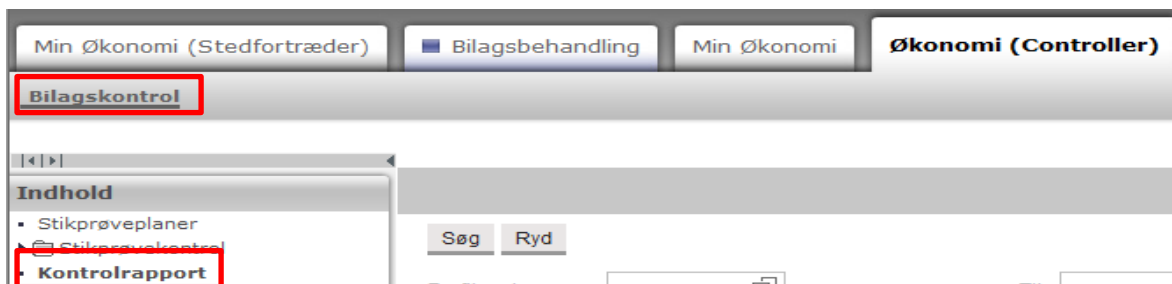 Min Økonomi (Stedfortræder) Bilagsbehandling Min Økonomi Økonomi (Controller)
Bilagskontrol
Indhold
Stikprøveplaner
Stikprøvekontrol
Søg Ryd
Kontrolrapport